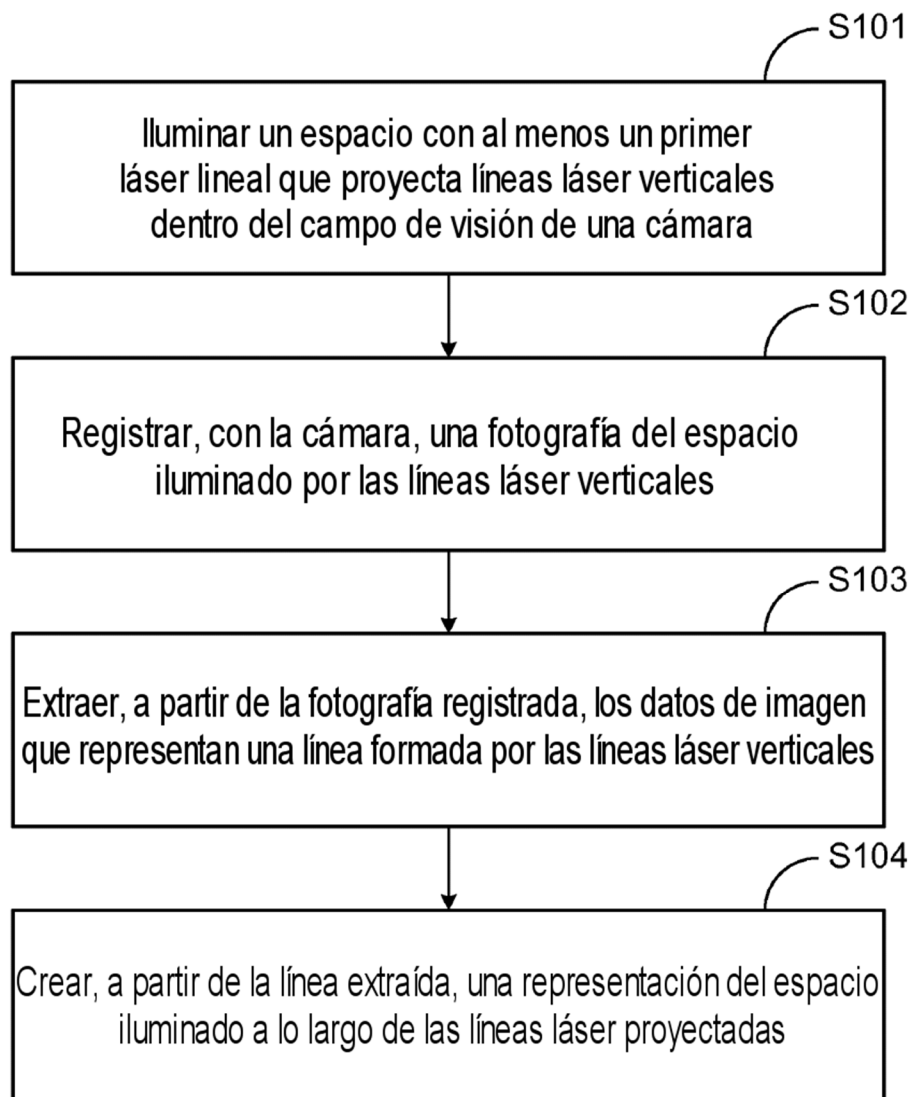 S101
Iluminar un espacio con al menos un primer
láser lineal que proyecta líneas láser verticales
dentro del campo de visión de una cámara
S102
Registrar, con la cámara, una fotografía del espacio
iluminado por las líneas láser verticales
S103
Extraer, a partir de la fotografía registrada, los datos de imagen
que representan una línea formada por las líneas láser verticales
S104
Crear, a partir de la línea extraída, una representación del espacio
iluminado a lo largo de las líneas láser proyectadas